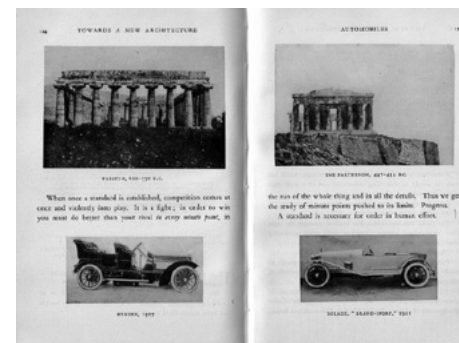 124 TOWARDS A NEW ARCHITECTURE
PAESTUM, 600-550 B.C.
When once a standard is established, competition comes at
once and violently into play. It is a fight; in order to win
you must do better than your rival in every minute point, in
HUMBER, 1907
AUTOMOBILES
THE PARTHENON, 447-434 B.C.
the run of the whole thing and in all the details. Thus we get
the study of minute points pushed to its limits. Progress.
A standard is necessary for order in human effort.
DELAGE, "GRAND-SPORT," 1921